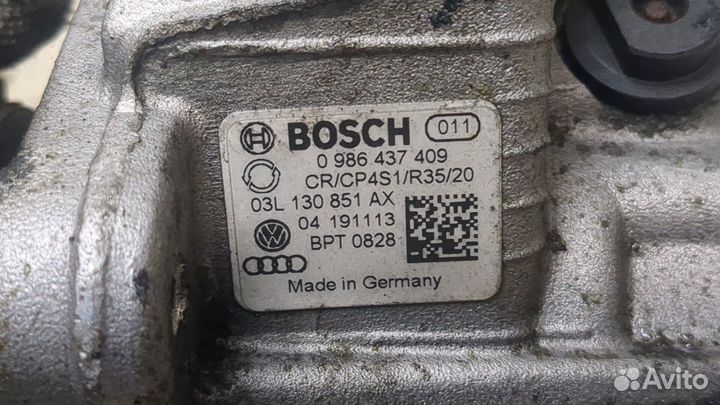 BOSCH 011
0 986 437 409
CR/CP4S1/R35/20
03L 130 851 AX
04 191113
BPT 0828
Made in Germany
Avito